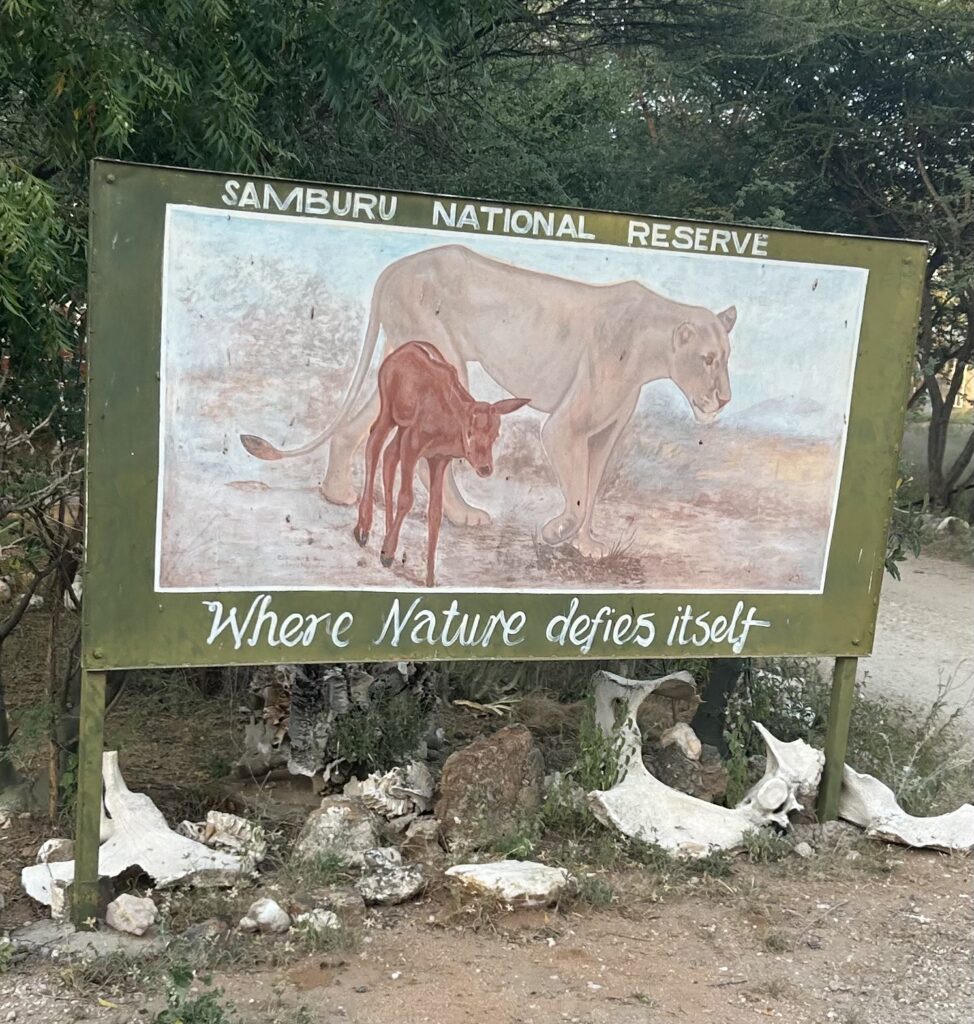 SAMBURU NATIONAL RESERVE
Where Nature defies itself